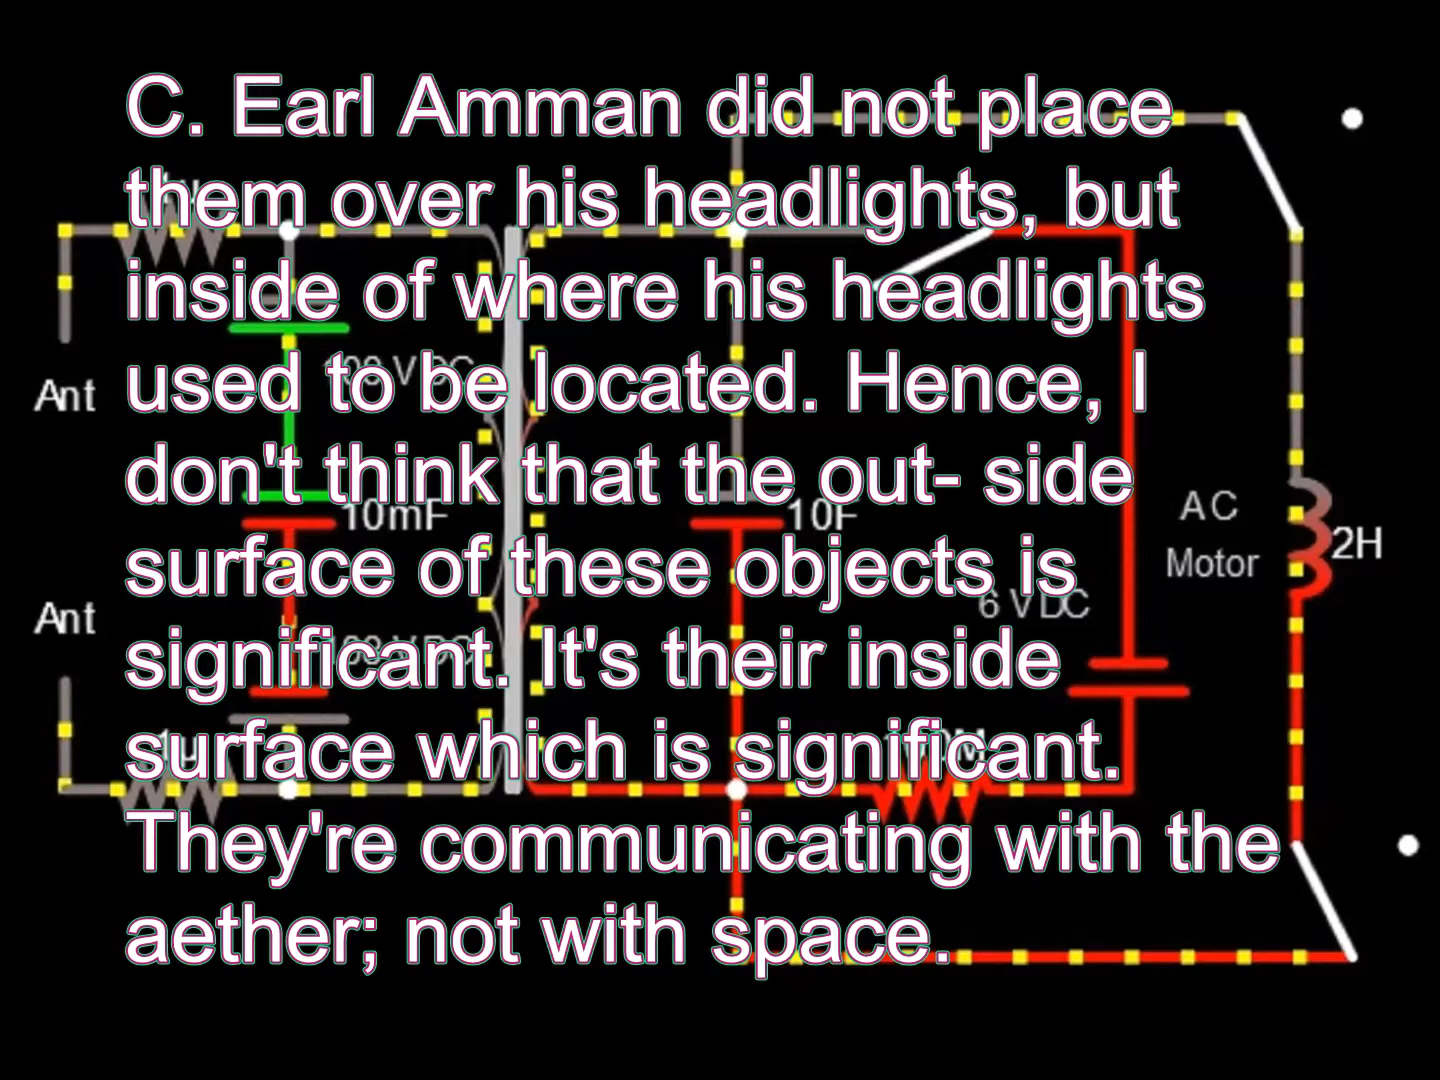 C. Earl Amman did not place
them over his headlights, but
inside of where his headlights
used to be located. Hence, I
don't think that the out- side
surface of these objects is
significant. It's their inside
surface which is significant.
They're communicating with the
aether; not with space.
Ant
Ant
10mF
10F
AC
Motor
2H
6 VDC